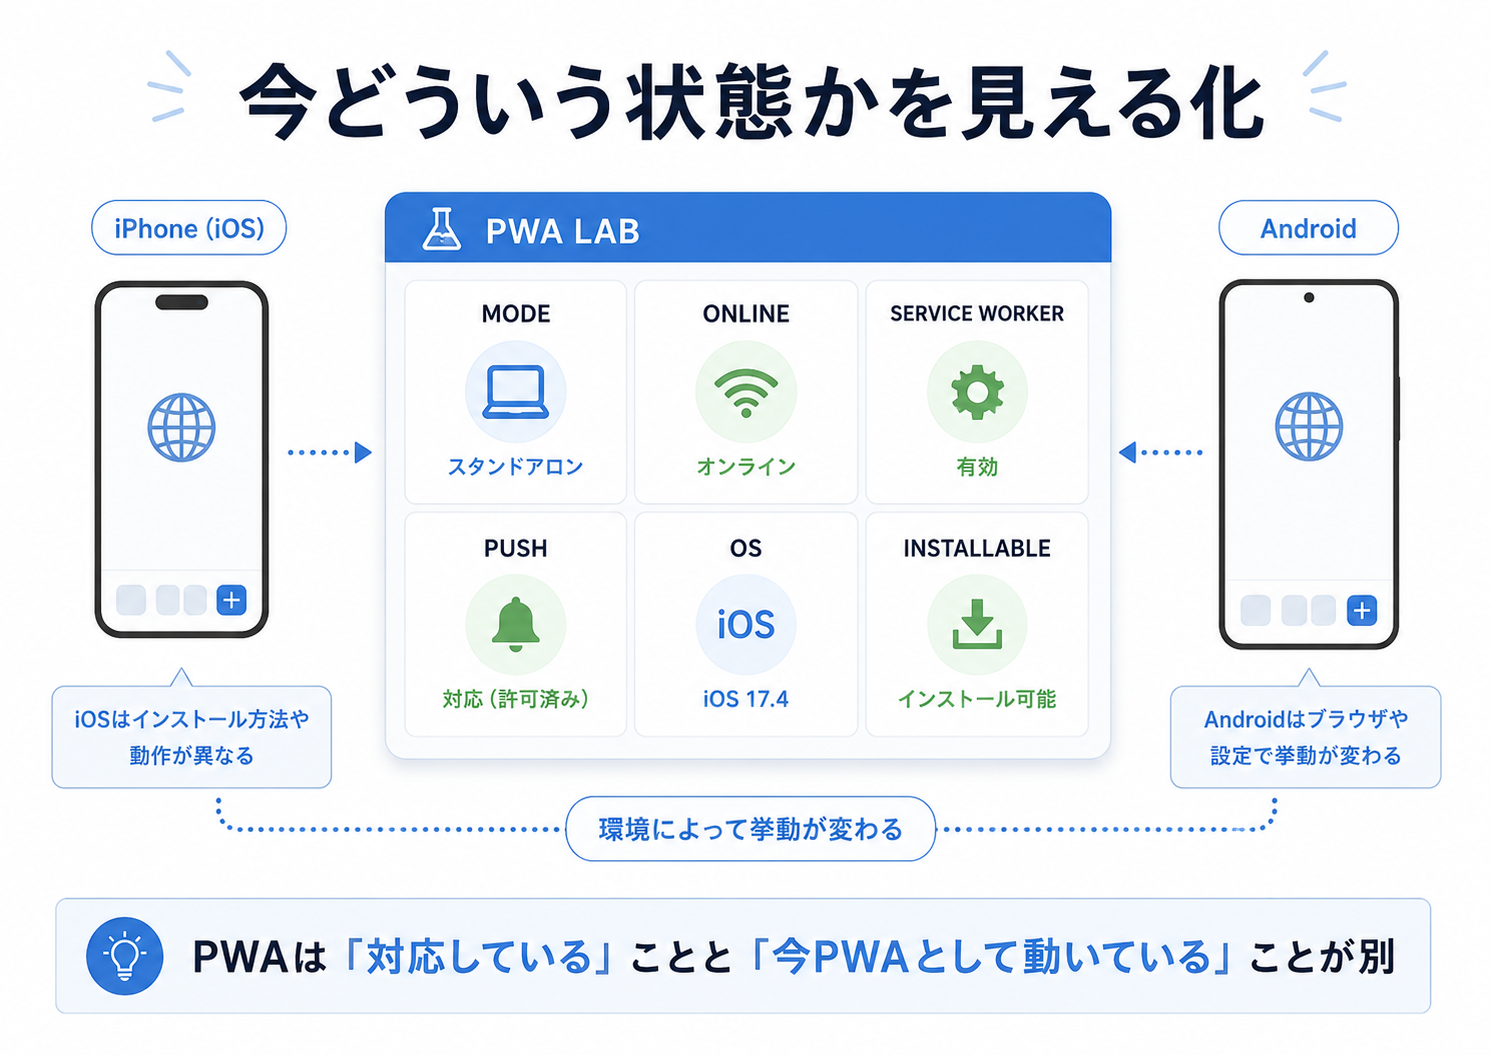 今どういう状態かを見える化
iPhone (iOS)
PWA LAB
Android
MODE
スタンドアロン
ONLINE
オンライン
SERVICE WORKER
有効
PUSH
対応（許可済み）
OS
iOS
iOS 17.4
INSTALLABLE
インストール可能
iOSはインストール方法や
動作が異なる
Androidはブラウザや
設定で挙動が変わる
環境によって挙動が変わる
PWAは「対応している」ことと「今PWAとして動いている」ことが別